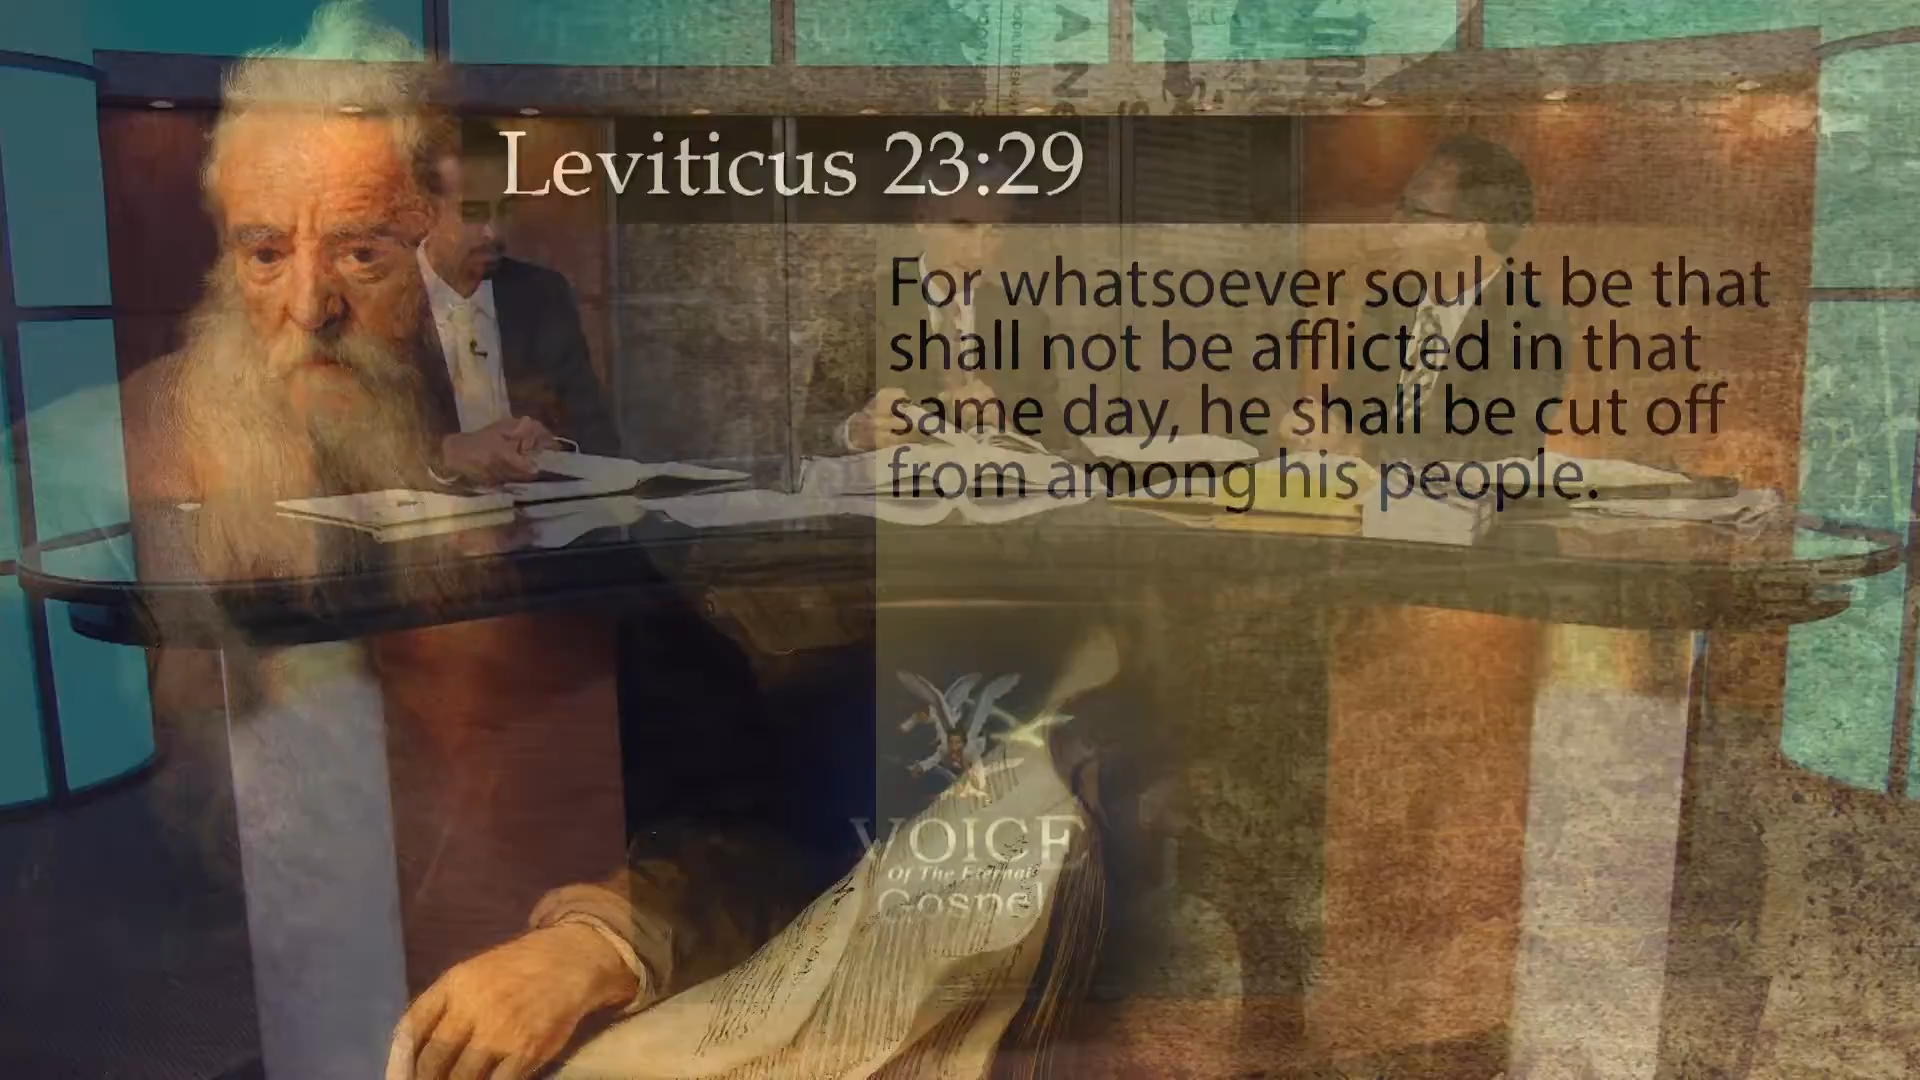 Leviticus 23:29
For whatsoever soul it be that
shall not be afflicted in that
same day, he shall be cut off
from among his people.
VOICE
Of The Eternal
Gospel